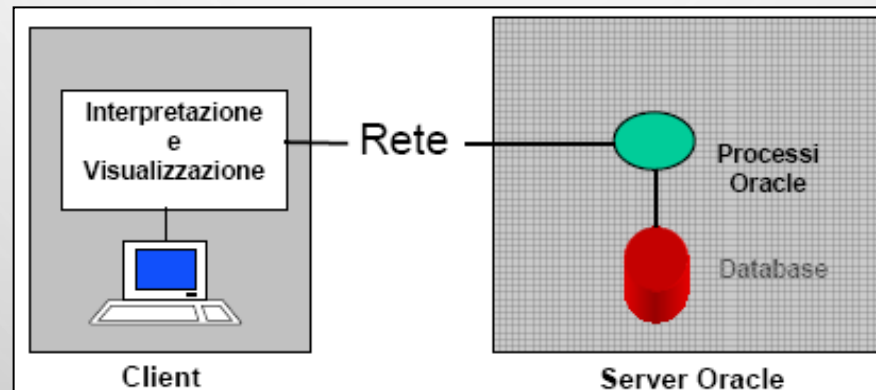 Interpretazione
e
Visualizzazione
Rete
Processi
Oracle
Database
Client
Server Oracle